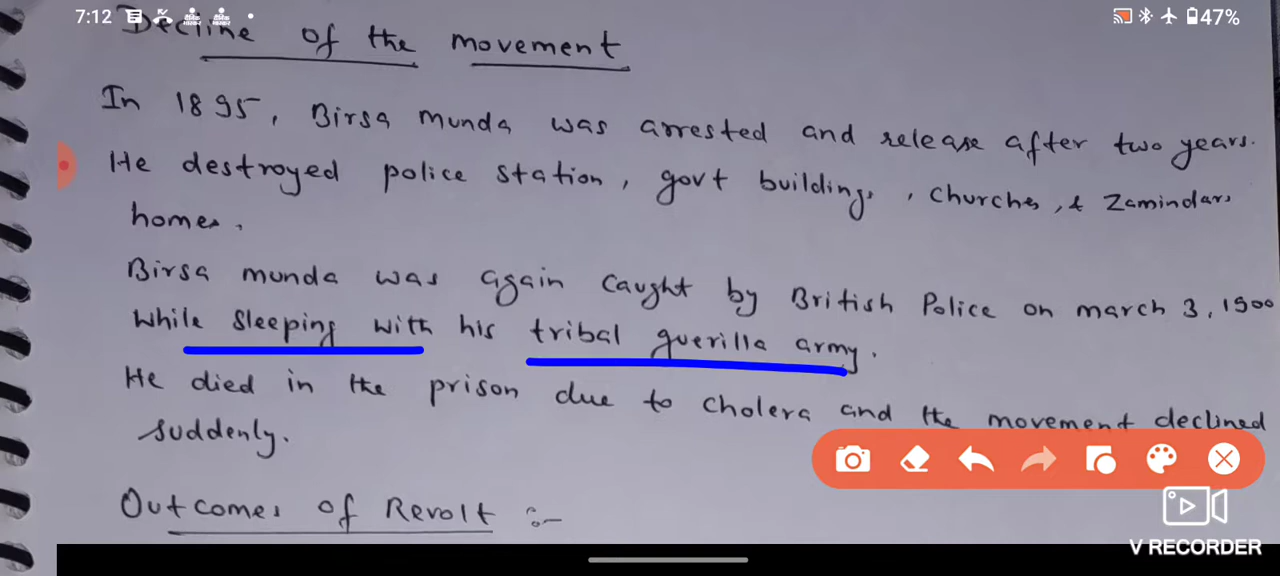 7:12
47%
Decline of the movement
In 1895, Birsa munda was arrested and release after two years.
He destroyed police station, govt buildings, Churches, & Zamindars
homes.
Birsa munda was again caught by British Police on march 3, 1900
while sleeping with his tribal guerilla army.
He died in the prison due to cholera and the movement declined
suddenly.
Outcomes of Revolt :-
V RECORDER